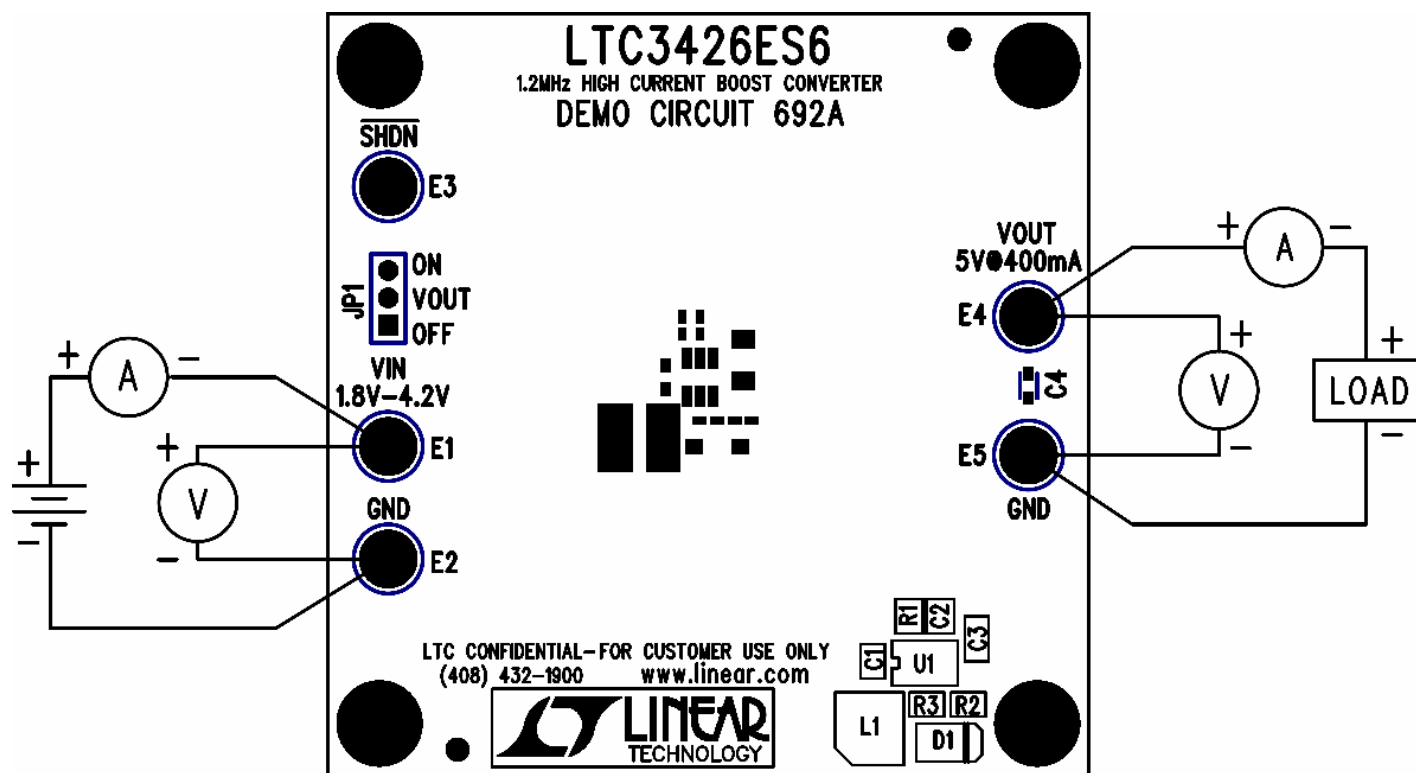 LTC3426ES6
1.2MHz HIGH CURRENT BOOST CONVERTER
DEMO CIRCUIT 692A
SHDN
E3
JP1
ON
VOUT
OFF
VIN
1.8V-4.2V
E1
GND
E2
+
A
-
+
V
-
+
-
VOUT
5V@400mA
E4
C4
E5
GND
+
A
-
+
V
-
+
LOAD
-
R1
C2
C3
C1
U1
L1
R3
R2
D1
LTC CONFIDENTIAL-FOR CUSTOMER USE ONLY
(408) 432-1900 www.linear.com
LINEAR
TECHNOLOGY